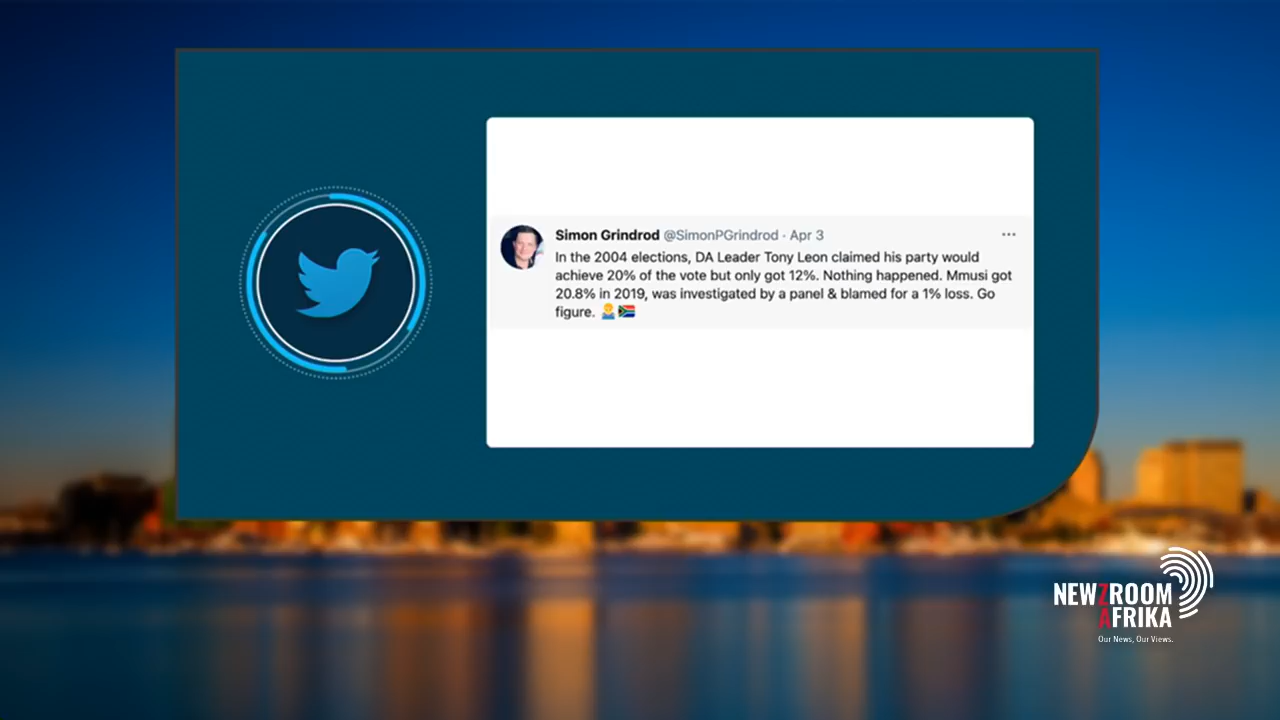 Simon Grindrod @SimonPGrindrod · Apr 3
In the 2004 elections, DA Leader Tony Leon claimed his party would
achieve 20% of the vote but only got 12%. Nothing happened. Mmusi got
20.8% in 2019, was investigated by a panel & blamed for a 1% loss. Go
figure. 🤷‍♂️🇿🇦
NEWZROOM
AFRIKA
Our News, Our Views.